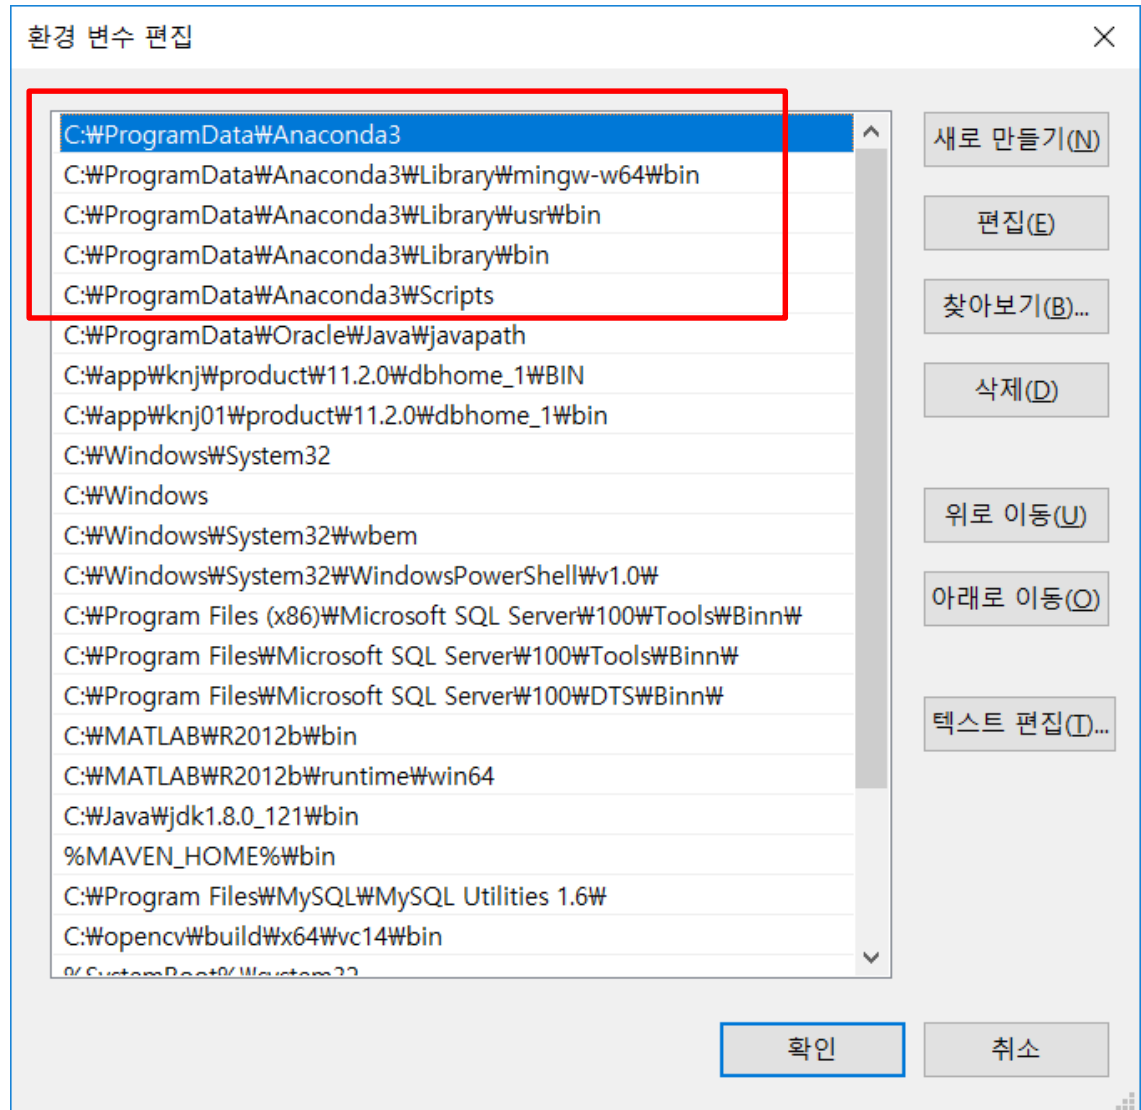 환경 변수 편집
C:₩ProgramData₩Anaconda3
C:₩ProgramData₩Anaconda3₩Library₩mingw-w64₩bin
C:₩ProgramData₩Anaconda3₩Library₩usr₩bin
C:₩ProgramData₩Anaconda3₩Library₩bin
C:₩ProgramData₩Anaconda3₩Scripts
C:₩ProgramData₩Oracle₩Java₩javapath
C:₩app₩knj₩product₩11.2.0₩dbhome_1₩BIN
C:₩app₩knj01₩product₩11.2.0₩dbhome_1₩bin
C:₩Windows₩System32
C:₩Windows
C:₩Windows₩System32₩wbem
C:₩Windows₩System32₩WindowsPowerShell₩v1.0₩
C:₩Program Files (x86)₩Microsoft SQL Server₩100₩Tools₩Binn₩
C:₩Program Files₩Microsoft SQL Server₩100₩Tools₩Binn₩
C:₩Program Files₩Microsoft SQL Server₩100₩DTS₩Binn₩
C:₩MATLAB₩R2012b₩bin
C:₩MATLAB₩R2012b₩runtime₩win64
C:₩Java₩jdk1.8.0_121₩bin
%MAVEN_HOME%₩bin
C:₩Program Files₩MySQL₩MySQL Utilities 1.6₩
C:₩opencv₩build₩x64₩vc14₩bin
%SystemRoot%₩system32
새로 만들기(N)
편집(E)
찾아보기(B)...
삭제(D)
위로 이동(U)
아래로 이동(O)
텍스트 편집(T)...
확인
취소